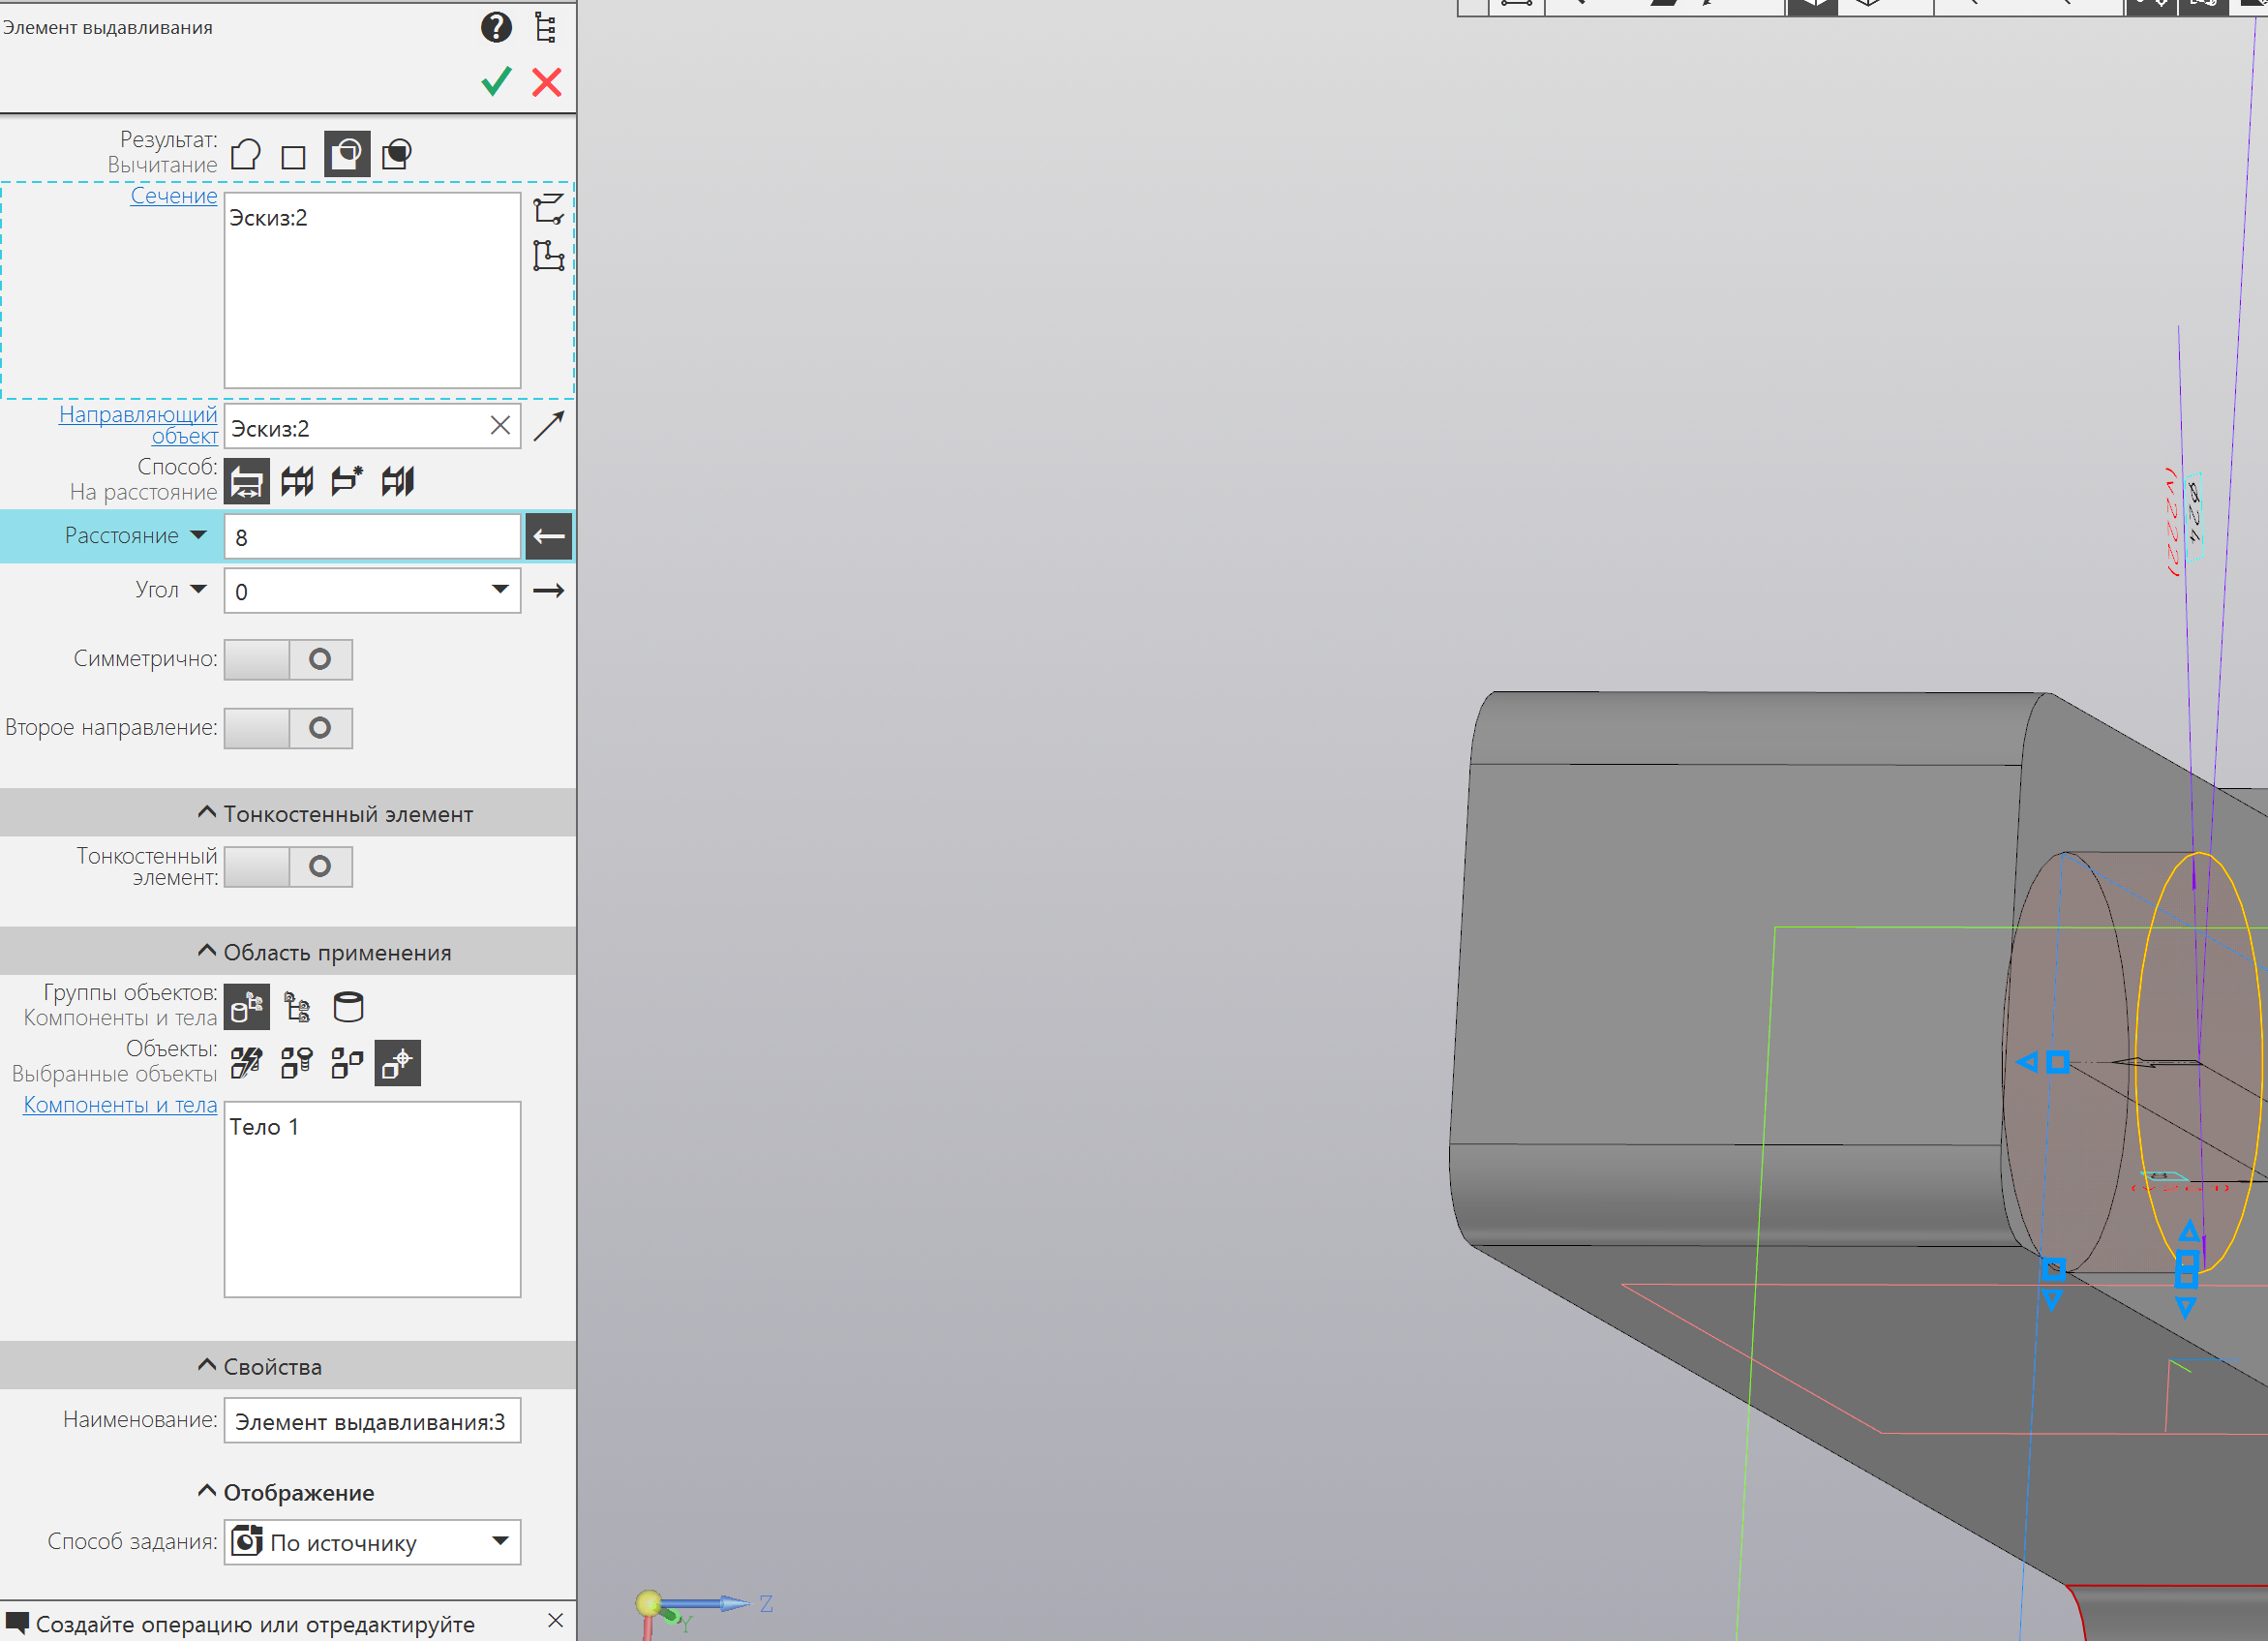 Элемент выдавливания
Результат:
Вычитание
Сечение
Эскиз:2
Направляющий
объект
Эскиз:2
Способ:
На расстояние
Расстояние
8
Угол
0
Симметрично:
Второе направление:
Тонкостенный элемент
Тонкостенный
элемент:
Область применения
Группы объектов:
Компоненты и тела
Объекты:
Выбранные объекты
Компоненты и тела
Тело 1
Свойства
Наименование:
Элемент выдавливания:3
Отображение
Способ задания:
По источнику
Создайте операцию или отредактируйте
Z
Y
(v222)
⌀24